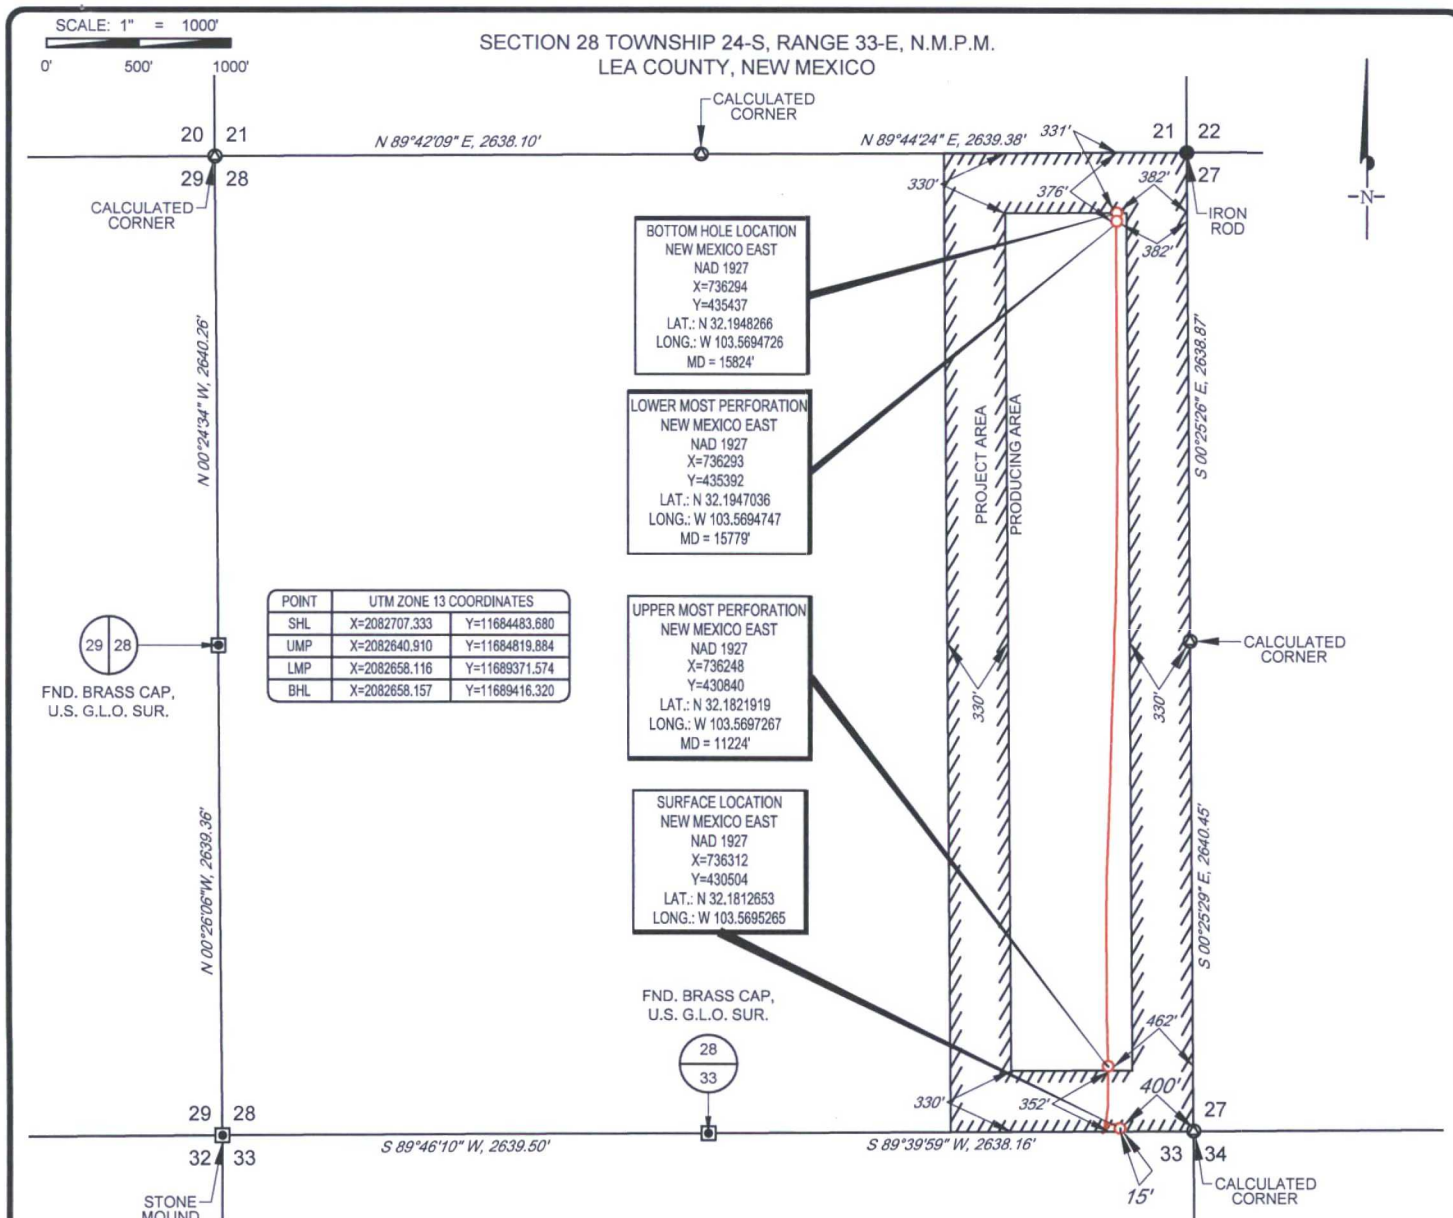 SCALE: 1" = 1000'
0' 500' 1000'
SECTION 28 TOWNSHIP 24-S, RANGE 33-E, N.M.P.M.
LEA COUNTY, NEW MEXICO
CALCULATED
CORNER
20 21
29 28
N 89°42'09" E, 2638.10'
N 89°44'24" E, 2639.38'
331'
21 22
27
CALCULATED
CORNER
330'
376'
382'
382'
IRON
ROD
N
BOTTOM HOLE LOCATION
NEW MEXICO EAST
NAD 1927
X=736294
Y=435437
LAT.: N 32.1948266
LONG.: W 103.5694726
MD = 15824'
N 00°24'34" W, 2640.26'
S 00°25'26" E, 2638.87'
LOWER MOST PERFORATION
NEW MEXICO EAST
NAD 1927
X=736293
Y=435392
LAT.: N 32.1947036
LONG.: W 103.5694747
MD = 15779'
PROJECT AREA
PRODUCING AREA
POINT UTM ZONE 13 COORDINATES
SHL X=2082707.333 Y=11684483.680
UMP X=2082640.910 Y=11684819.884
LMP X=2082658.116 Y=11689371.574
BHL X=2082658.157 Y=11689416.320
29 28
FND. BRASS CAP,
U.S. G.L.O. SUR.
UPPER MOST PERFORATION
NEW MEXICO EAST
NAD 1927
X=736248
Y=430840
LAT.: N 32.1821919
LONG.: W 103.5697267
MD = 11224'
330'
330'
CALCULATED
CORNER
SURFACE LOCATION
NEW MEXICO EAST
NAD 1927
X=736312
Y=430504
LAT.: N 32.1812653
LONG.: W 103.5695265
N 00°26'06"W, 2639.36'
S 00°25'29" E, 2640.45'
FND. BRASS CAP,
U.S. G.L.O. SUR.
28
33
462'
330'
352'
400'
29 28
32 33
27
33 34
S 89°46'10" W, 2639.50'
S 89°39'59" W, 2638.16'
15'
STONE
MOUND
CALCULATED
CORNER